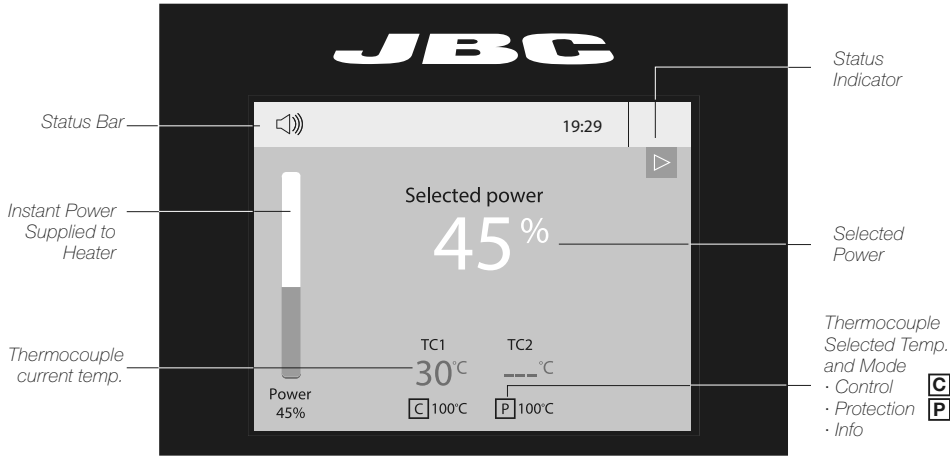 JBC
Status
Indicator
Status Bar
19:29
Instant Power
Supplied to
Heater
Selected power
45%
Selected
Power
Thermocouple
current temp.
TC1
TC2
30°C
---°C
Power
45%
C 100°C
P 100°C
Thermocouple
Selected Temp.
and Mode
· Control C
· Protection P
· Info